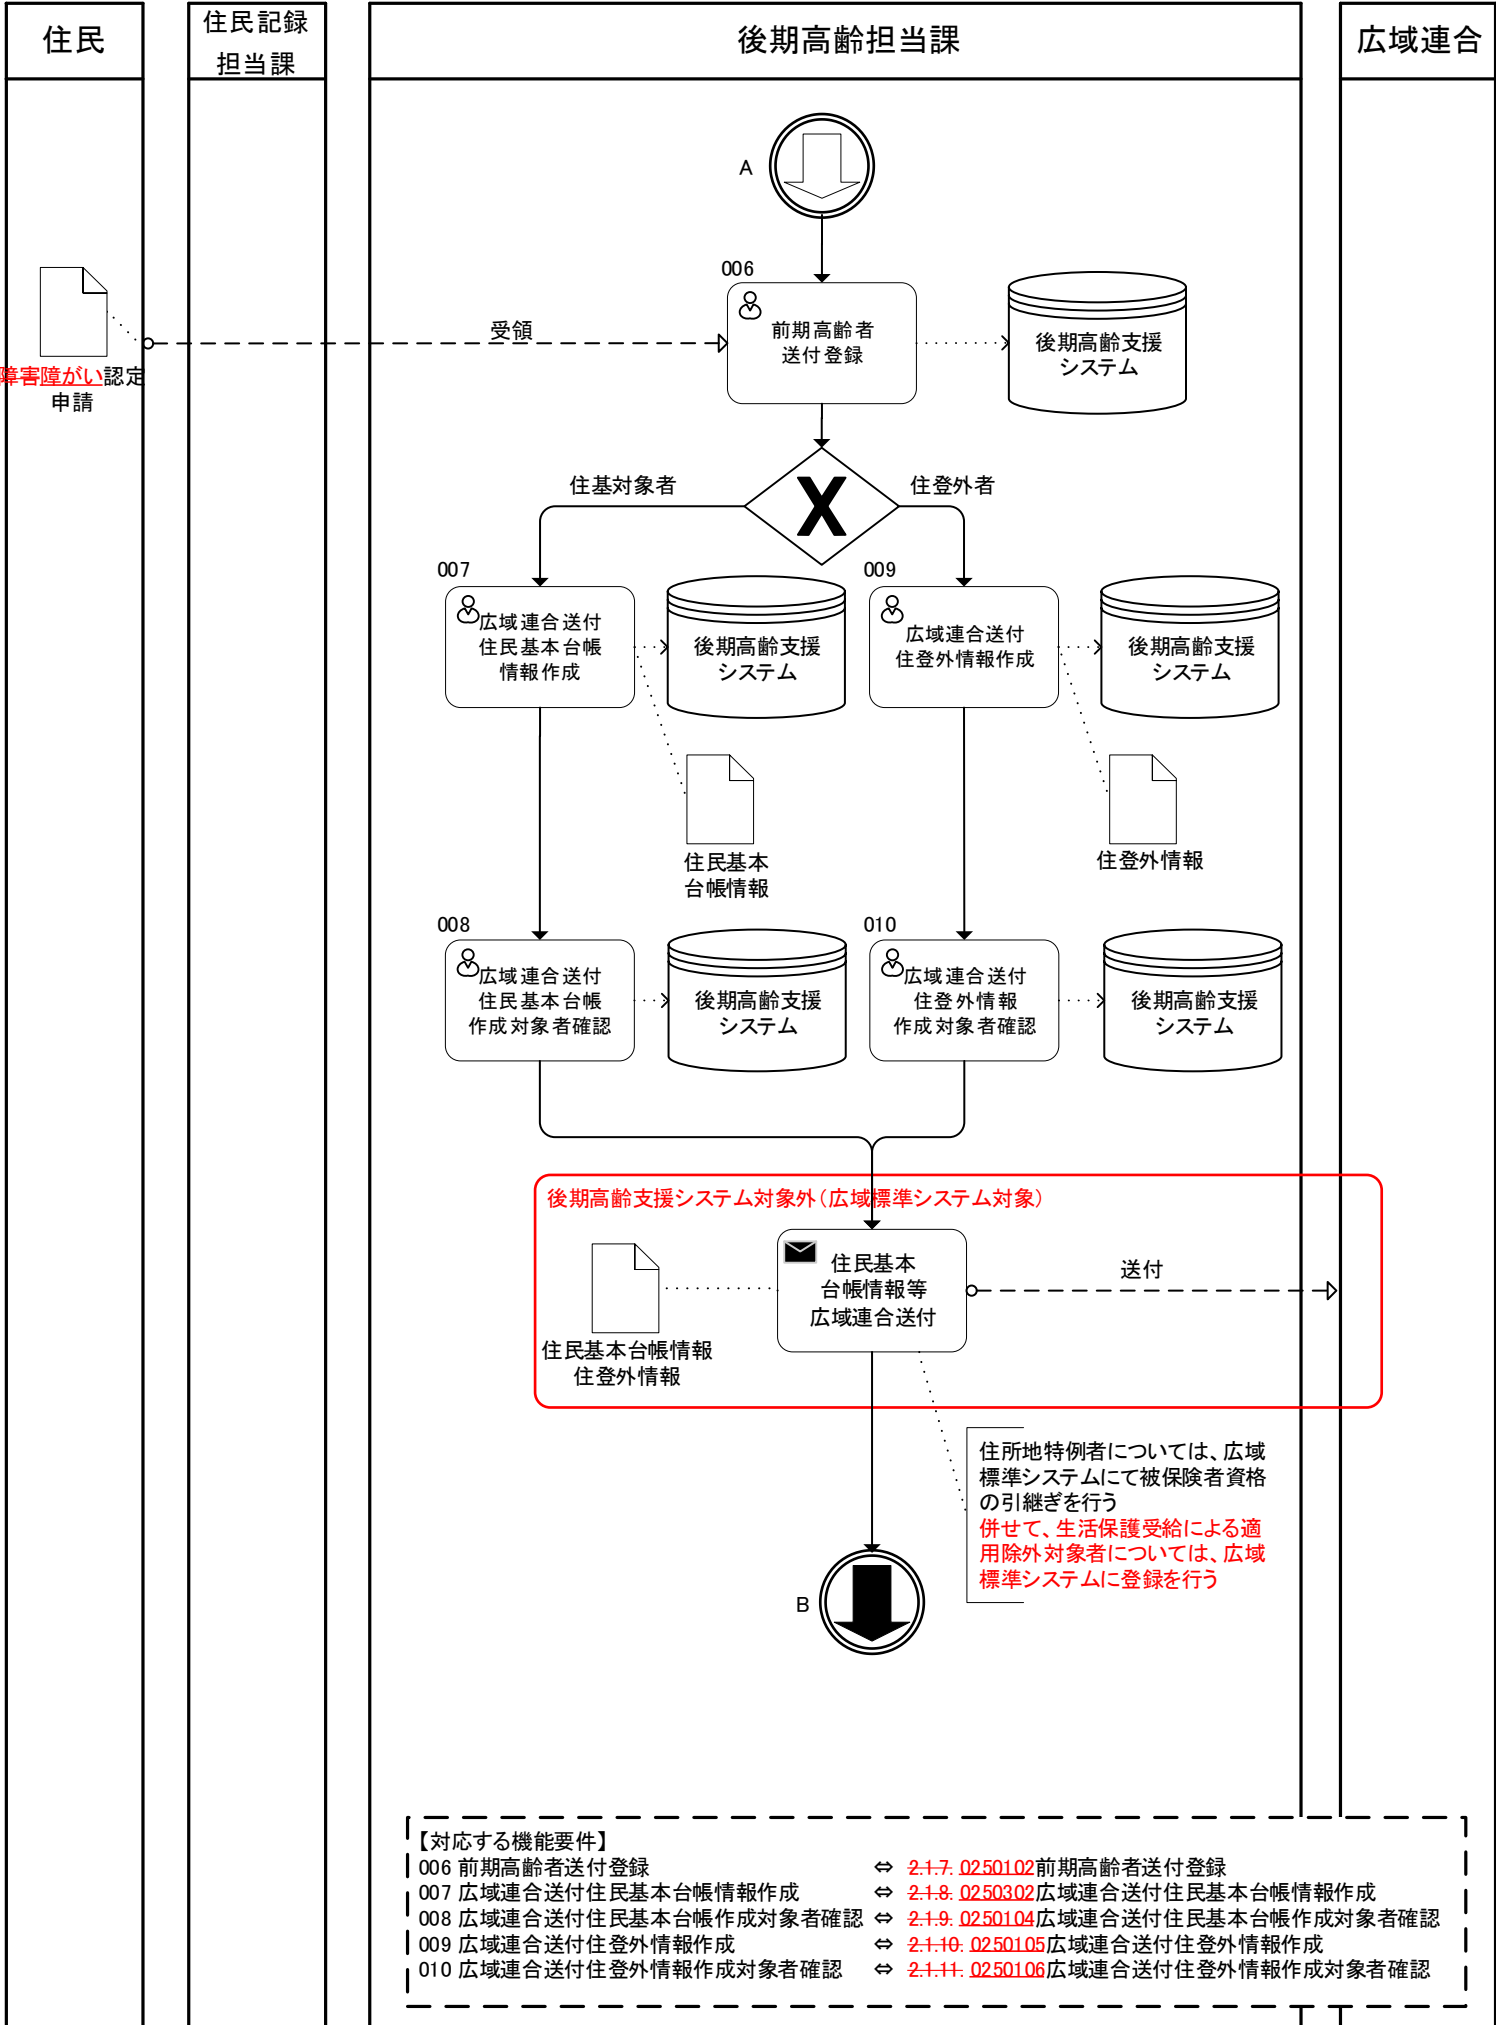 住民
住民記録
担当課
後期高齢担当課
広域連合
A
006
前期高齢者
送付登録
後期高齢支援
システム
受領
障害障がい認定
申請
住基対象者
X
住登外者
007
広域連合送付
住民基本台帳
情報作成
後期高齢支援
システム
009
広域連合送付
住登外情報作成
後期高齢支援
システム
住民基本
台帳情報
住登外情報
008
広域連合送付
住民基本台帳
作成対象者確認
後期高齢支援
システム
010
広域連合送付
住登外情報
作成対象者確認
後期高齢支援
システム
後期高齢支援システム対象外（広域標準システム対象）
住民基本
台帳情報等
広域連合送付
送付
住民基本台帳情報
住登外情報
住所地特例者については、広域
標準システムにて被保険者資格
の引継ぎを行う
併せて、生活保護受給による適
用除外対象者については、広域
標準システムに登録を行う
B
【対応する機能要件】
006 前期高齢者送付登録 ⇔ 2.1.7. 0250102前期高齢者送付登録
007 広域連合送付住民基本台帳情報作成 ⇔ 2.1.8. 0250302広域連合送付住民基本台帳情報作成
008 広域連合送付住民基本台帳作成対象者確認 ⇔ 2.1.9. 0250104広域連合送付住民基本台帳作成対象者確認
009 広域連合送付住登外情報作成 ⇔ 2.1.10. 0250105広域連合送付住登外情報作成
010 広域連合送付住登外情報作成対象者確認 ⇔ 2.1.11. 0250106広域連合送付住登外情報作成対象者確認